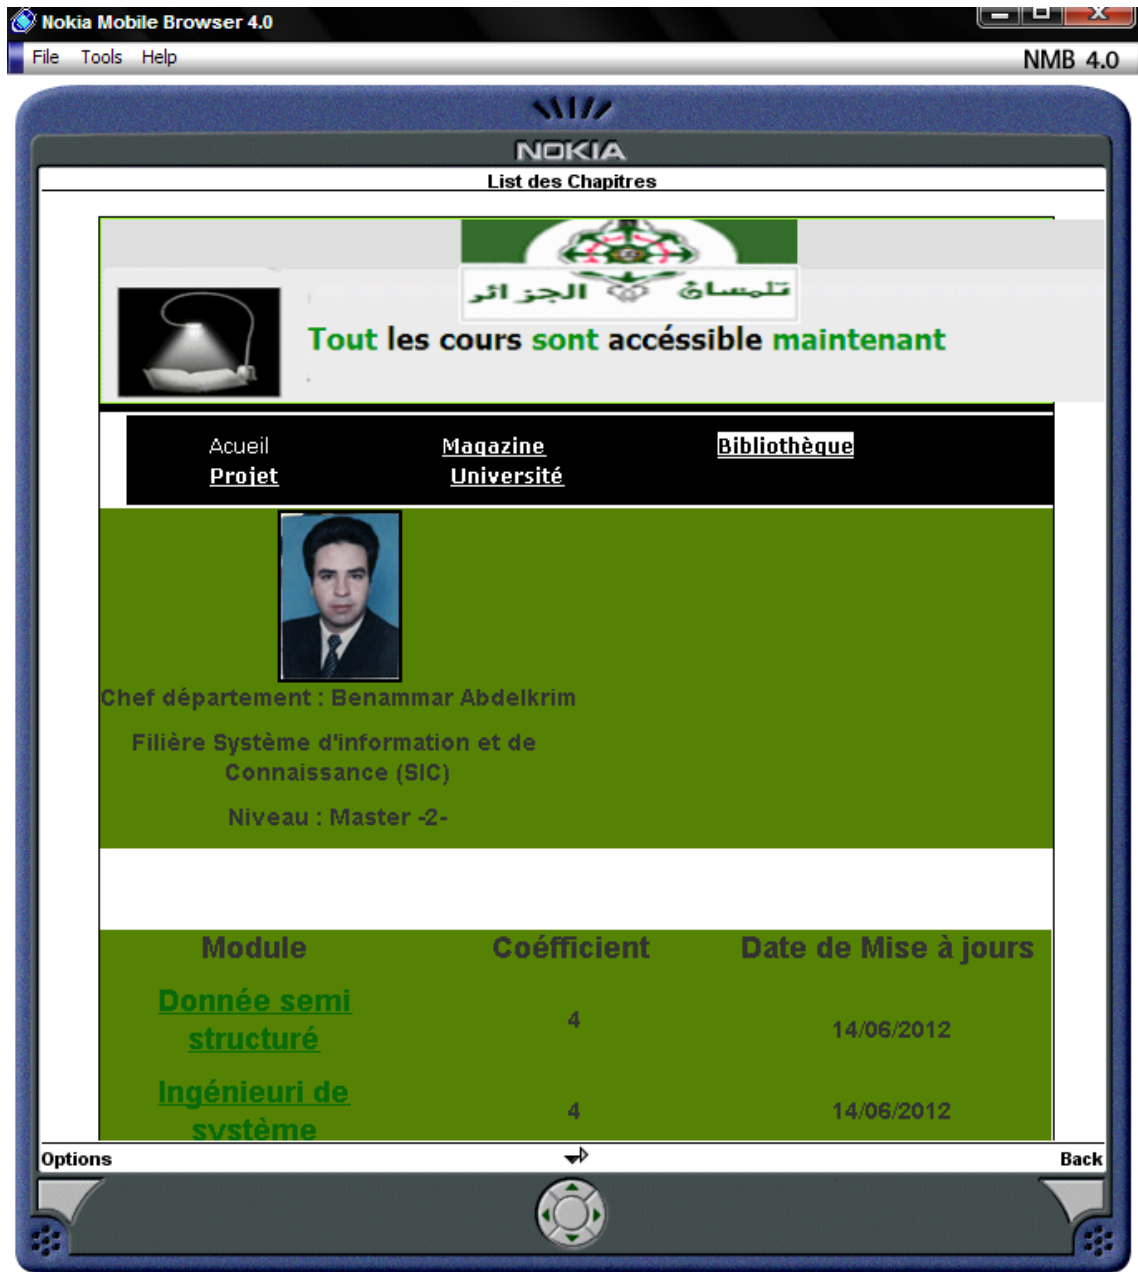 Nokia Mobile Browser 4.0
File Tools Help
NMB 4.0
NOKIA
List des Chapitres
تلمسان الجزائر
Tout les cours sont accéssible maintenant
Acueil Magazine Bibliothèque
Projet Université
Chef département : Benammar Abdelkrim
Filière Système d'information et de
Connaissance (SIC)
Niveau : Master -2-
Module Coéfficient Date de Mise à jours
Donnée semi
structuré
4
14/06/2012
Ingénieuri de
système
4
14/06/2012
Options
Back